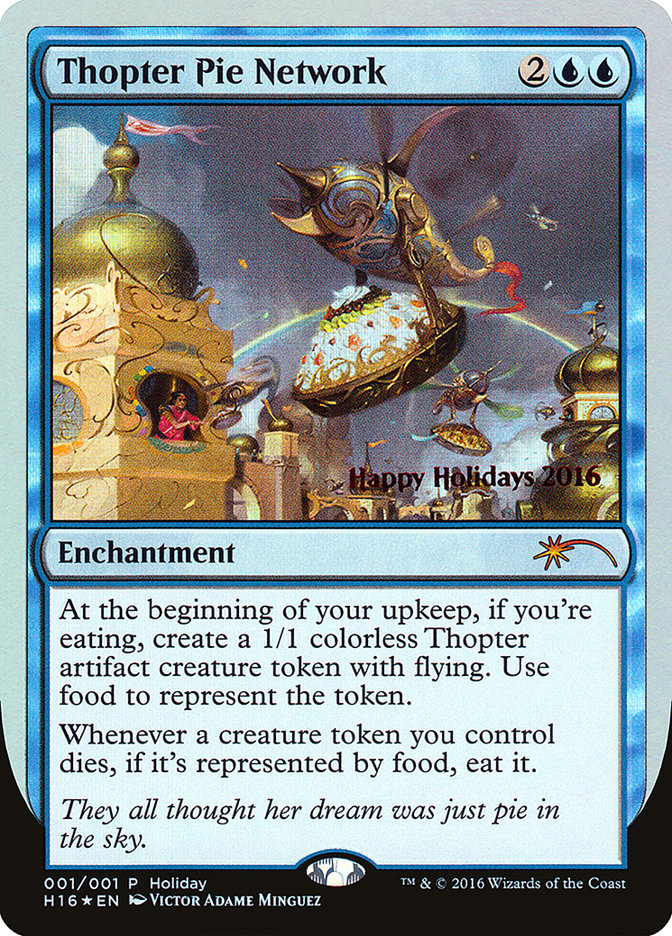 Thopter Pie Network 2
Happy Holidays 2016
Enchantment
At the beginning of your upkeep, if you're
eating, create a 1/1 colorless Thopter
artifact creature token with flying. Use
food to represent the token.
Whenever a creature token you control
dies, if it's represented by food, eat it.
They all thought her dream was just pie in
the sky.
001/001 P Holiday
H16★EN Victor Adame Minguez
™ & © 2016 Wizards of the Coast